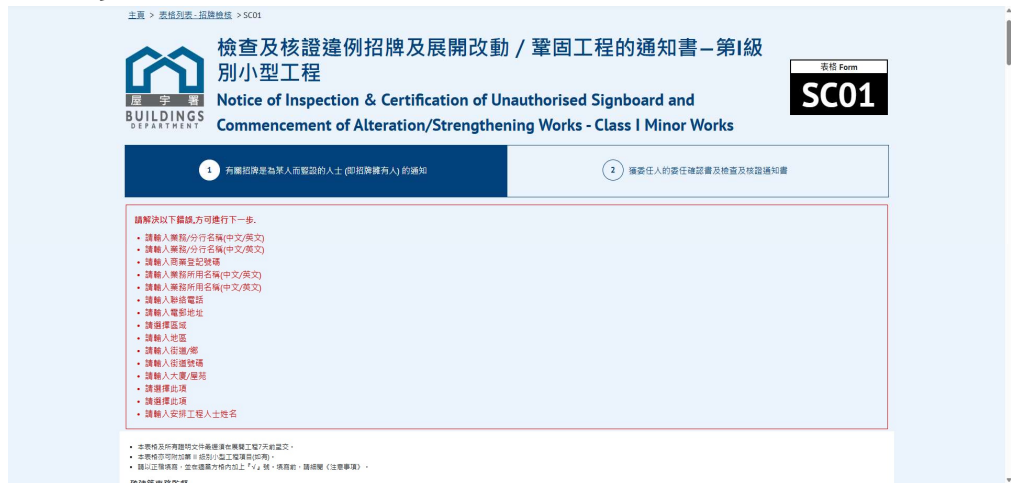 主頁 > 表格列表 - 招牌檢核 > SC01
檢查及核證違例招牌及展開改動 / 鞏固工程的通知書–第I級
別小型工程
表格 Form
SC01
屋宇署
BUILDINGS
DEPARTMENT
Notice of Inspection & Certification of Unauthorised Signboard and
Commencement of Alteration/Strengthening Works - Class I Minor Works
1 有關招牌是為某人而豎設的人士 (即招牌擁有人) 的通知
2 獲委任人的委任確認書及檢查及核證通知書
請解決以下錯誤,方可進行下一步.
• 請輸入業務/分行名稱(中文/英文)
• 請輸入業務/分行名稱(中文/英文)
• 請輸入商業登記號碼
• 請輸入業務所用名稱(中文/英文)
• 請輸入業務所用名稱(中文/英文)
• 請輸入聯絡電話
• 請輸入電郵地址
• 請選擇區域
• 請輸入地區
• 請輸入街道/鄉
• 請輸入街道號碼
• 請輸入大廈/屋苑
• 請選擇此項
• 請選擇此項
• 請輸入安排工程人士姓名
• 本表格及所有證明文件最遲須在展開工程7天前呈交。
• 本表格亦可附加第 II 級別小型工程項目(如有)。
• 請以正楷填寫,並在適當方格內加上『√』號。填寫前,請細閱《注意事項》。